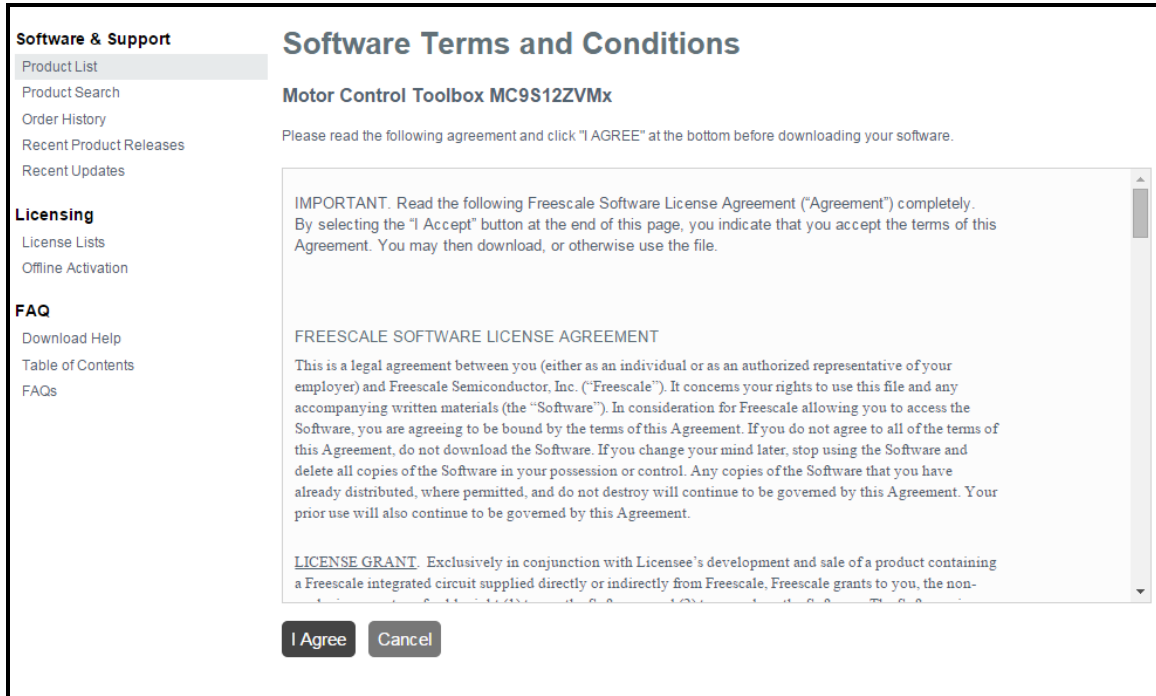 Software & Support
Product List
Product Search
Order History
Recent Product Releases
Recent Updates
Licensing
License Lists
Offline Activation
FAQ
Download Help
Table of Contents
FAQs
Software Terms and Conditions
Motor Control Toolbox MC9S12ZVMx
Please read the following agreement and click "I AGREE" at the bottom before downloading your software.
IMPORTANT. Read the following Freescale Software License Agreement (“Agreement”) completely.
By selecting the “I Accept” button at the end of this page, you indicate that you accept the terms of this
Agreement. You may then download, or otherwise use the file.
FREESCALE SOFTWARE LICENSE AGREEMENT
This is a legal agreement between you (either as an individual or as an authorized representative of your
employer) and Freescale Semiconductor, Inc. (“Freescale”). It concerns your rights to use this file and any
accompanying written materials (the “Software”). In consideration for Freescale allowing you to access the
Software, you are agreeing to be bound by the terms of this Agreement. If you do not agree to all of the terms of
this Agreement, do not download the Software. If you change your mind later, stop using the Software and
delete all copies of the Software in your possession or control. Any copies of the Software that you have
already distributed, where permitted, and do not destroy will continue to be governed by this Agreement. Your
prior use will also continue to be governed by this Agreement.
LICENSE GRANT. Exclusively in conjunction with Licensee’s development and sale of a product containing
a Freescale integrated circuit supplied directly or indirectly from Freescale, Freescale grants to you, the non-
I Agree
Cancel